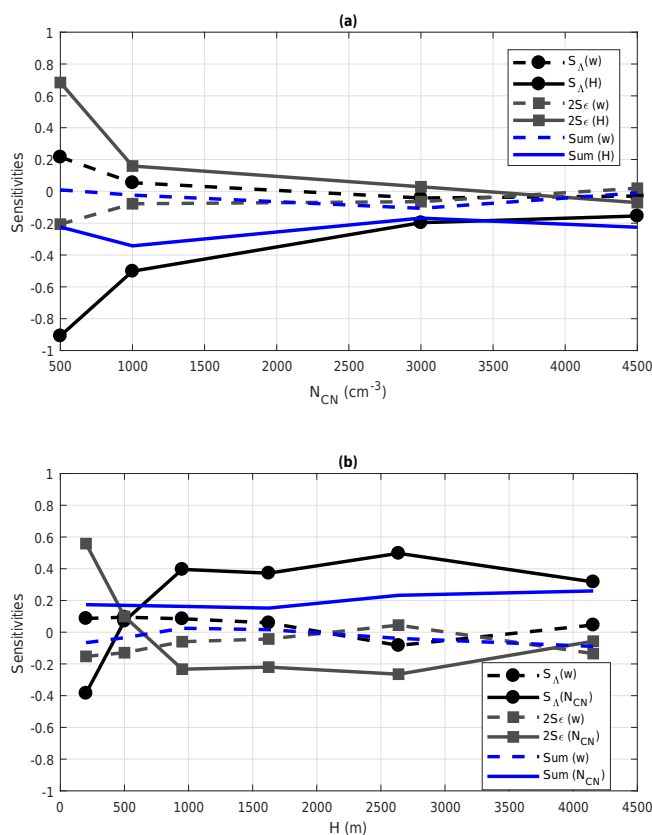 (a)
1
0.8
0.6
0.4
0.2
0
-0.2
-0.4
-0.6
-0.8
-1
Sensitivities
S_Λ(w)
S_Λ(H)
2Sϵ(w)
2Sϵ(H)
Sum (w)
Sum (H)
500 1000 1500 2000 2500 3000 3500 4000 4500
N_CN (cm^-3)
(b)
1
0.8
0.6
0.4
0.2
0
-0.2
-0.4
-0.6
-0.8
-1
Sensitivities
S_Λ(w)
S_Λ(N_CN)
2Sϵ(w)
2Sϵ(N_CN)
Sum (w)
Sum (N_CN)
0 500 1000 1500 2000 2500 3000 3500 4000 4500
H (m)